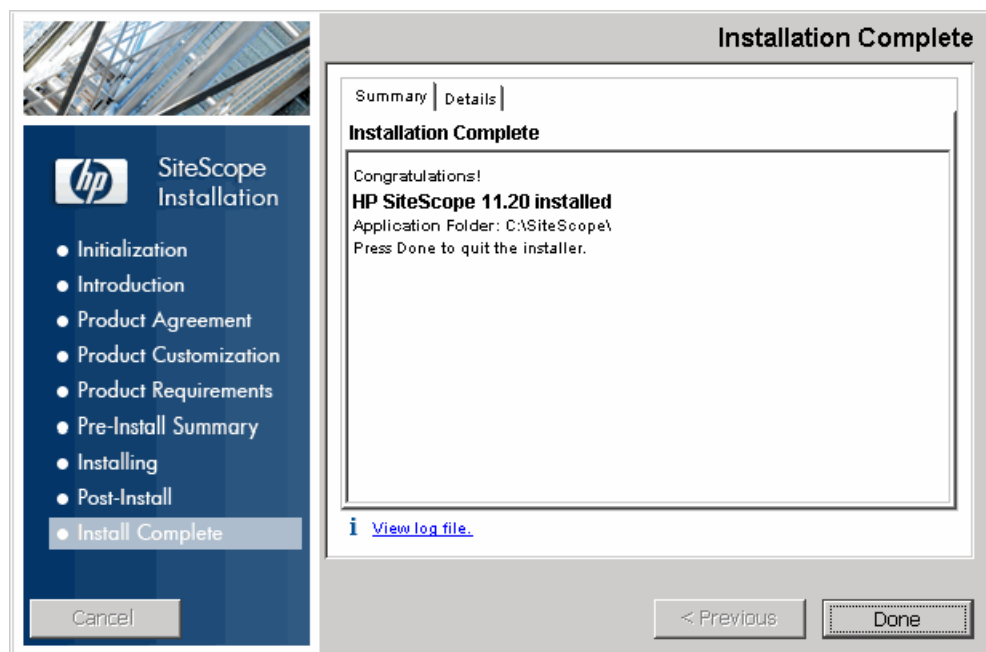 Installation Complete
hp
SiteScope
Installation
Initialization
Introduction
Product Agreement
Product Customization
Product Requirements
Pre-Install Summary
Installing
Post-Install
Install Complete
Summary
Details
Installation Complete
Congratulations!
HP SiteScope 11.20 installed
Application Folder: C:\SiteScope\
Press Done to quit the installer.
i View log file.
Cancel
< Previous
Done